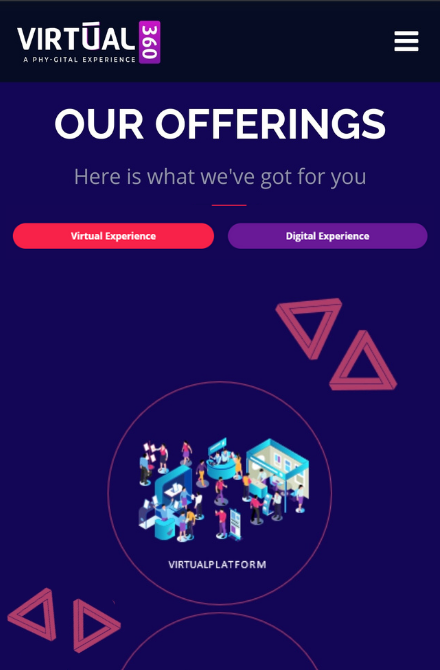 VIRTŪAL 360
A PHY-GITAL EXPERIENCE
OUR OFFERINGS
Here is what we've got for you
Virtual Experience
Digital Experience
VIRTUALPLATFORM